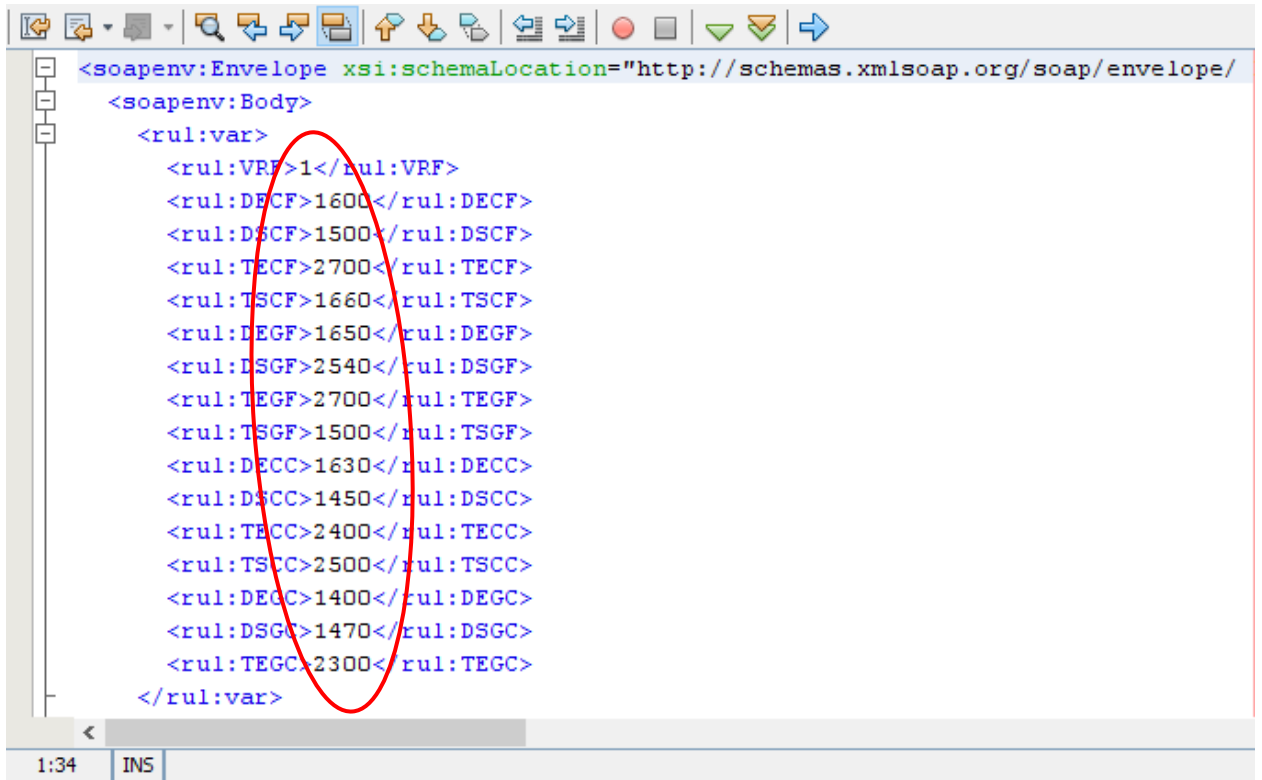 <soapenv:Envelope xsi:schemaLocation="http://schemas.xmlsoap.org/soap/envelope/
<soapenv:Body>
<rul:var>
<rul:VRF>1</rul:VRF>
<rul:DECF>1600</rul:DECF>
<rul:DSCF>1500</rul:DSCF>
<rul:TECF>2700</rul:TECF>
<rul:TSCF>1660</rul:TSCF>
<rul:DEGF>1650</rul:DEGF>
<rul:DSGF>2540</rul:DSGF>
<rul:TEGF>2700</rul:TEGF>
<rul:TSGF>1500</rul:TSGF>
<rul:DECC>1630</rul:DECC>
<rul:DSCC>1450</rul:DSCC>
<rul:TECC>2400</rul:TECC>
<rul:TSCC>2500</rul:TSCC>
<rul:DEGC>1400</rul:DEGC>
<rul:DSGC>1470</rul:DSGC>
<rul:TEGC>2300</rul:TEGC>
</rul:var>
1:34 INS